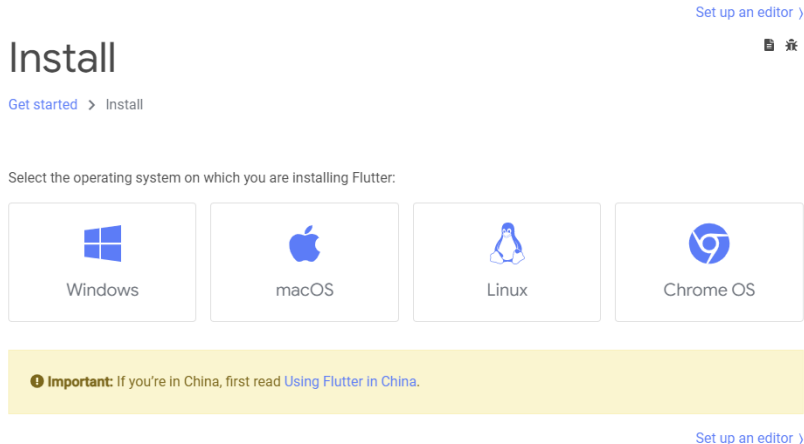 Set up an editor ›
Install
Get started › Install
Select the operating system on which you are installing Flutter:
Windows
macOS
Linux
Chrome OS
Important: If you’re in China, first read Using Flutter in China.
Set up an editor ›